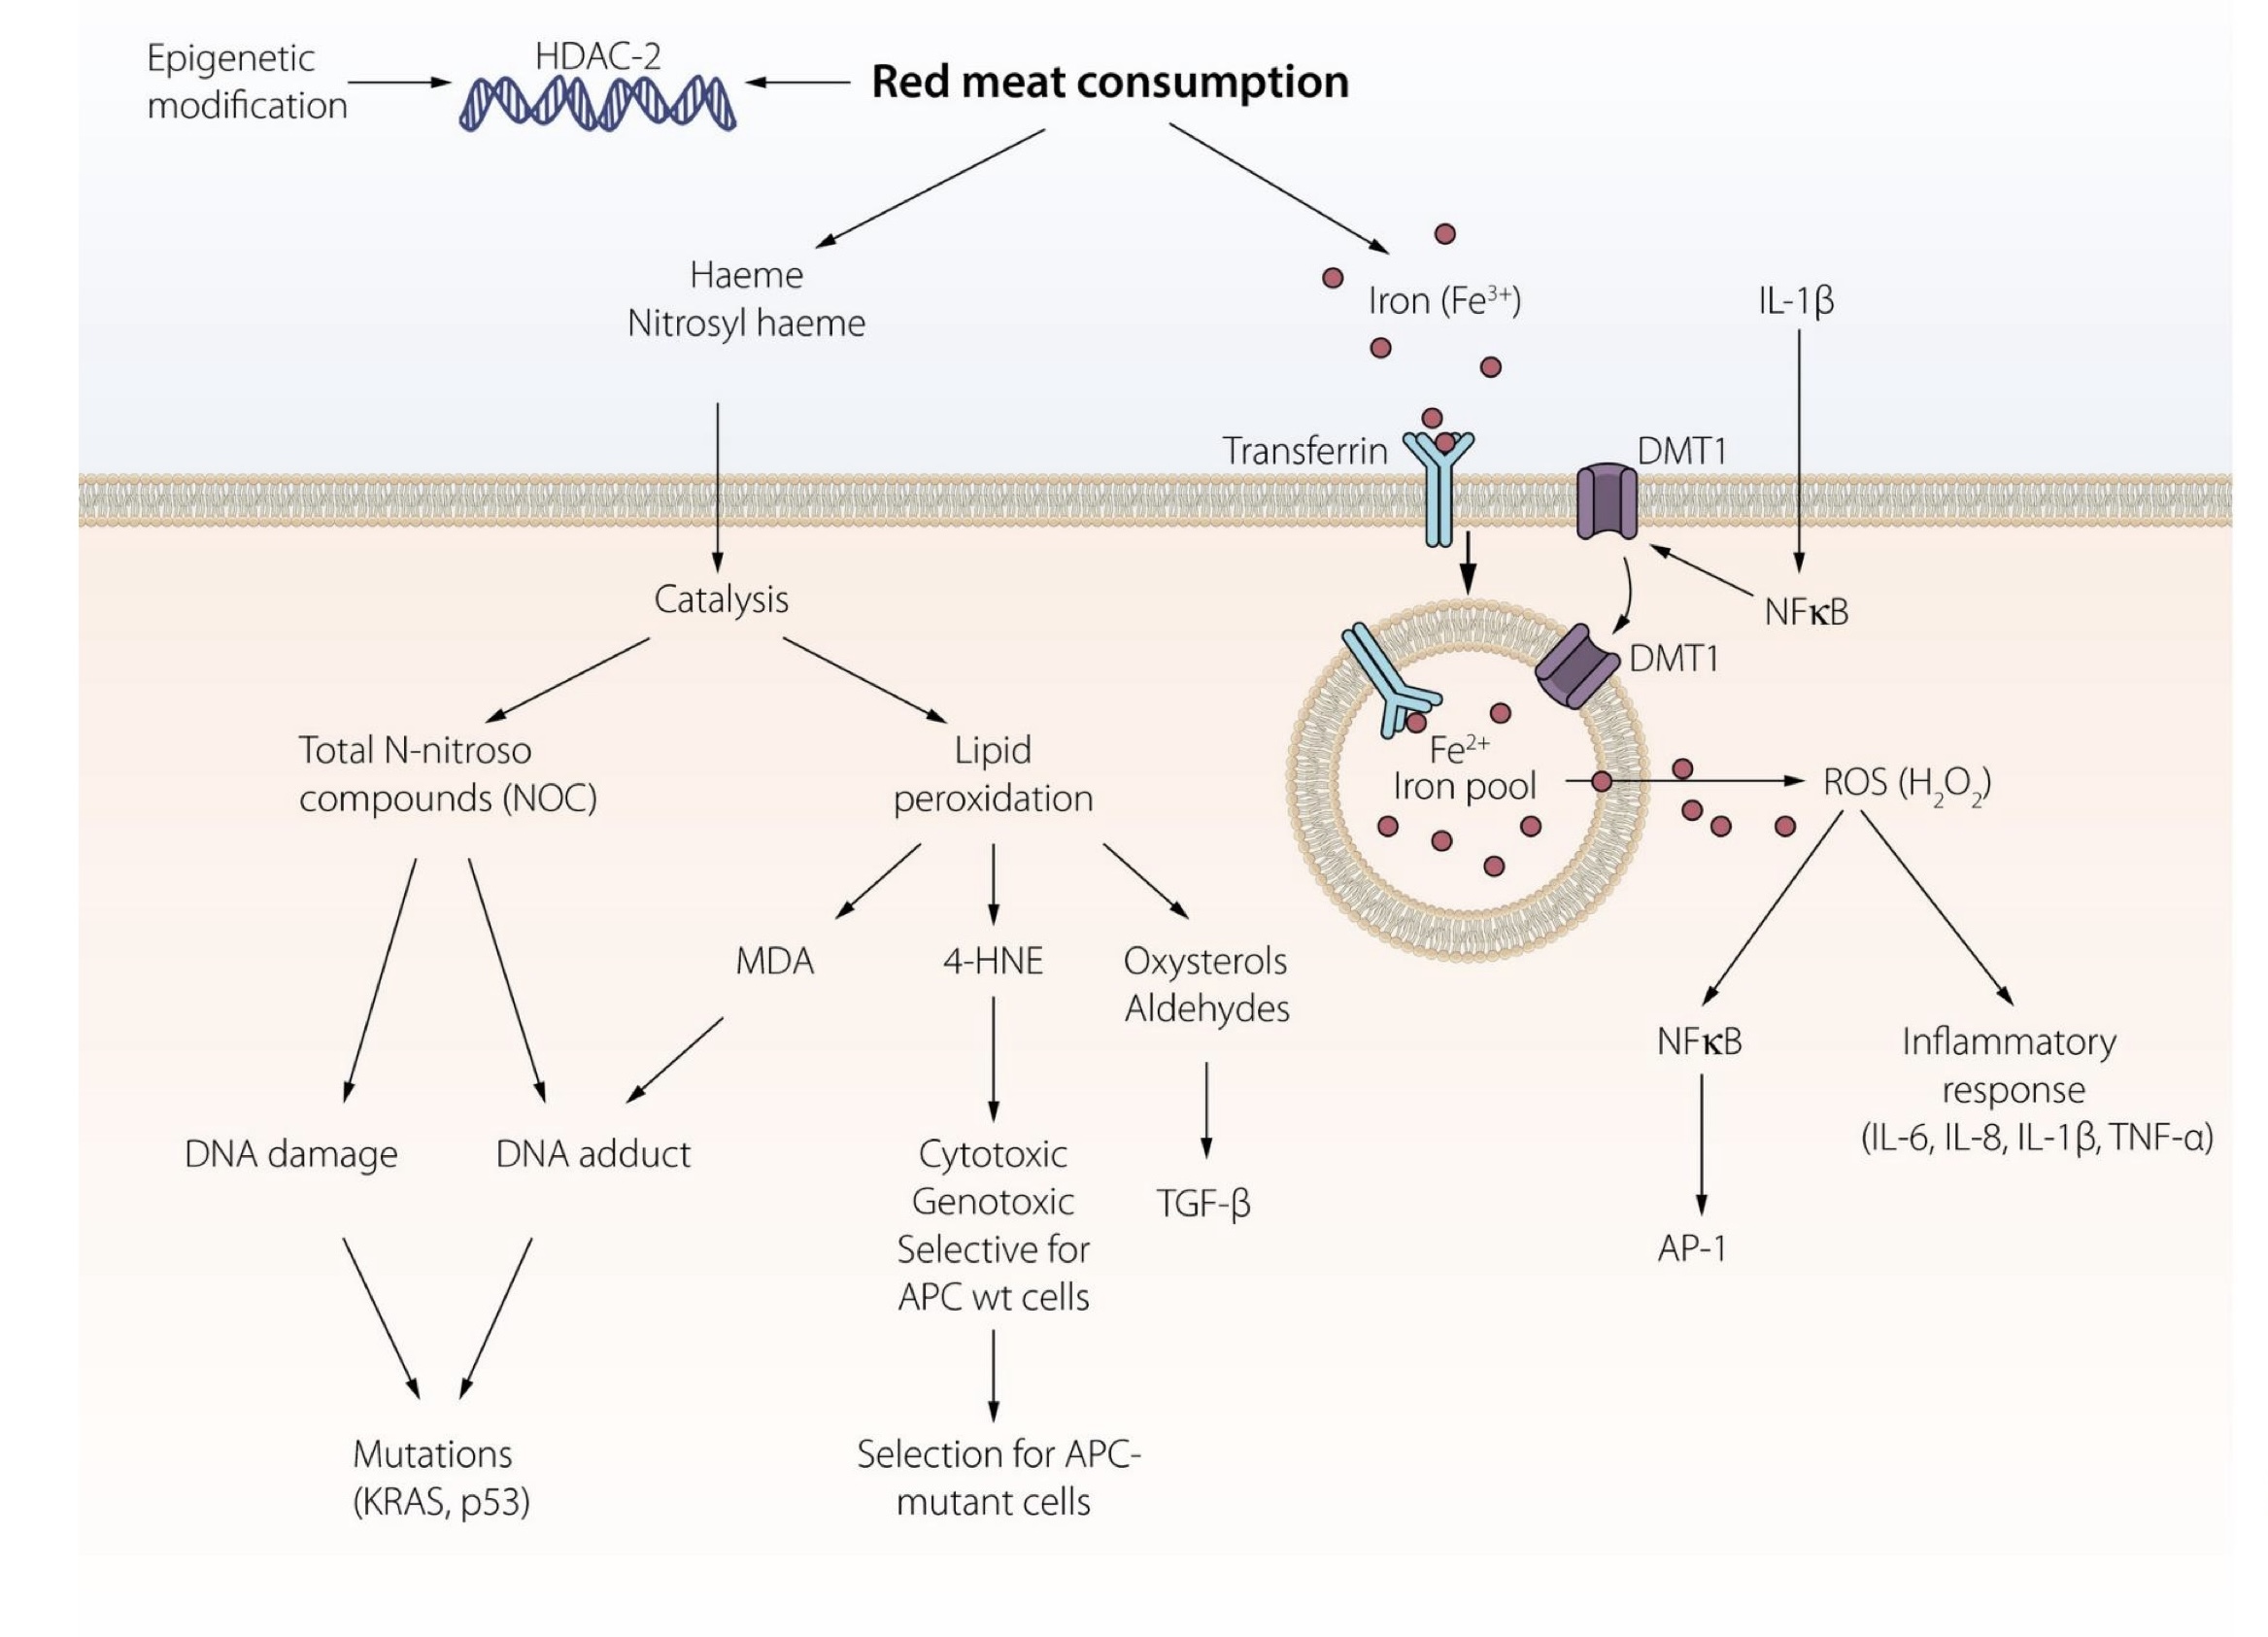 Epigenetic
modification
HDAC-2
Red meat consumption
Haeme
Nitrosyl haeme
Iron (Fe³⁺)
IL-1β
Transferrin
DMT1
Catalysis
NFκB
DMT1
Total N-nitroso
compounds (NOC)
Lipid
peroxidation
Fe²⁺
Iron pool
ROS (H₂O₂)
MDA
4-HNE
Oxysterols
Aldehydes
NFκB
Inflammatory
response
(IL-6, IL-8, IL-1β, TNF-α)
DNA damage
DNA adduct
Cytotoxic
Genotoxic
Selective for
APC wt cells
TGF-β
AP-1
Mutations
(KRAS, p53)
Selection for APC-
mutant cells